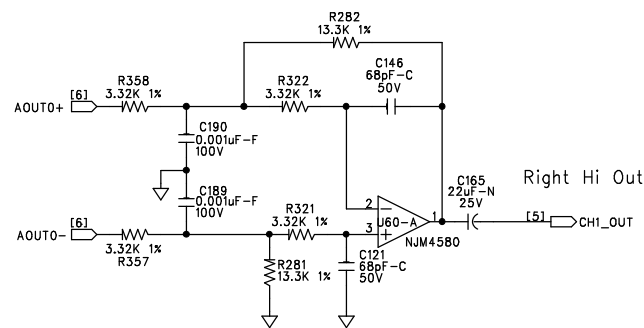 R282
13.3K 1%
R358
3.32K 1%
R322
3.32K 1%
C146
68pF-C
50V
[6]
AOUT0+
C190
0.001uF-F
100V
C189
0.001uF-F
100V
C165
22uF-N
25V
Right Hi Out
[6]
AOUT0-
3.32K 1%
R357
R321
3.32K 1%
2
3
1
U60-A
NJM4580
[5]
CH1_OUT
R281
13.3K 1%
C121
68pF-C
50V